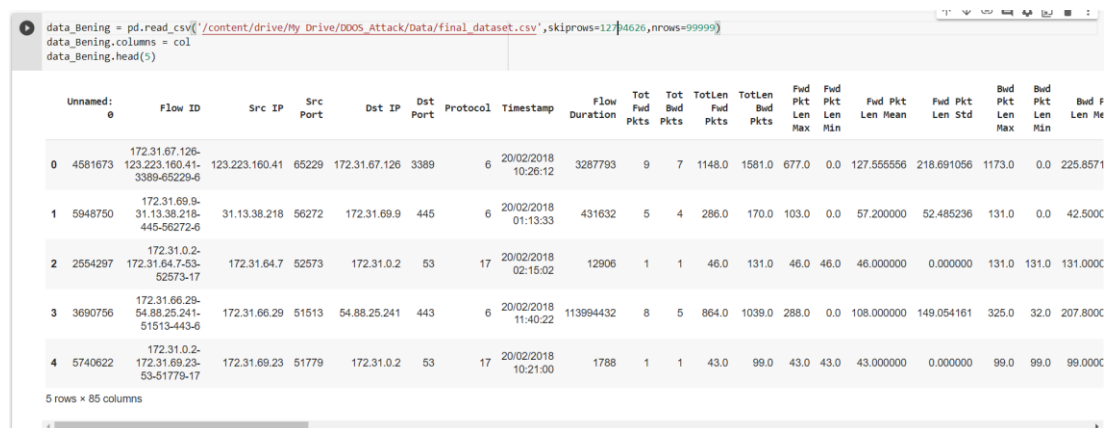 data_Bening = pd.read_csv('/content/drive/My Drive/DDOS_Attack/Data/final_dataset.csv',skiprows=12794626,nrows=99999)
data_Bening.columns = col
data_Bening.head(5)
Unnamed: 0 Flow ID Src IP Src Port Dst IP Dst Port Protocol Timestamp Flow Duration Tot Fwd Pkts Tot Bwd Pkts TotLen Fwd Pkts TotLen Bwd Pkts Fwd Pkt Len Max Fwd Pkt Len Min Fwd Pkt Len Mean Fwd Pkt Len Std Bwd Pkt Len Max Bwd Pkt Len Min Bwd P Len Me
0 4581673 172.31.67.126-123.223.160.41-3389-65229-6 123.223.160.41 65229 172.31.67.126 3389 6 20/02/2018 10:26:12 3287793 9 7 1148.0 1581.0 677.0 0.0 127.555556 218.691056 1173.0 0.0 225.8571
1 5948750 172.31.69.9-31.13.38.218-445-56272-6 31.13.38.218 56272 172.31.69.9 445 6 20/02/2018 01:13:33 431632 5 4 286.0 170.0 103.0 0.0 57.200000 52.485236 131.0 0.0 42.5000
2 2554297 172.31.0.2-172.31.64.7-53-52573-17 172.31.64.7 52573 172.31.0.2 53 17 20/02/2018 02:15:02 12906 1 1 46.0 131.0 46.0 46.0 46.000000 0.000000 131.0 131.0 131.0000
3 3690756 172.31.66.29-54.88.25.241-51513-443-6 172.31.66.29 51513 54.88.25.241 443 6 20/02/2018 11:40:22 113994432 8 5 864.0 1039.0 288.0 0.0 108.000000 149.054161 325.0 32.0 207.8000
4 5740622 172.31.0.2-172.31.69.23-53-51779-17 172.31.69.23 51779 172.31.0.2 53 17 20/02/2018 10:21:00 1788 1 1 43.0 99.0 43.0 43.0 43.000000 0.000000 99.0 99.0 99.0000
5 rows × 85 columns